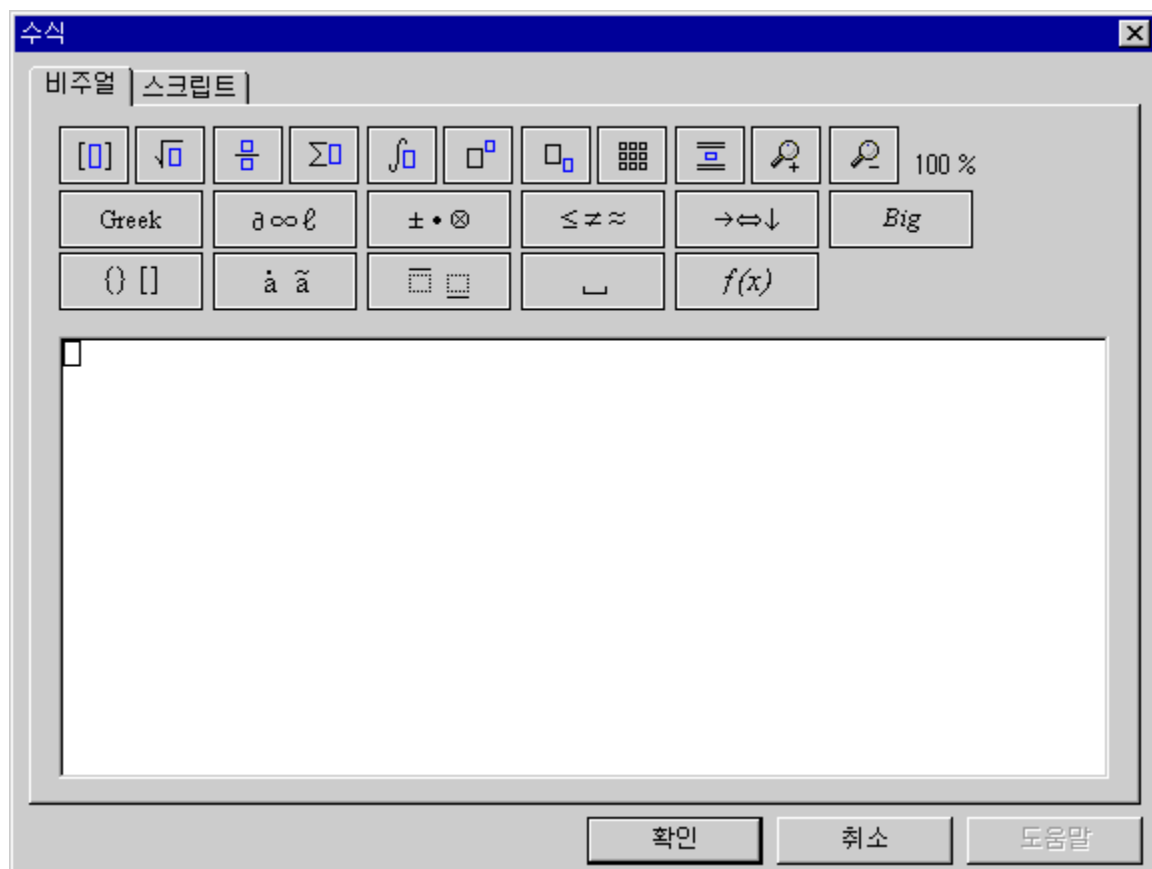 수식
비주얼 스크립트
[▯] √▯ ▯/▯ ∑▯ ∫▯ 100 %
Greek ∂∞ℓ ±•⊗ ≤≠≈ →⇔↓ Big
{} [] ȧ ã f(x)
확인 취소 도움말